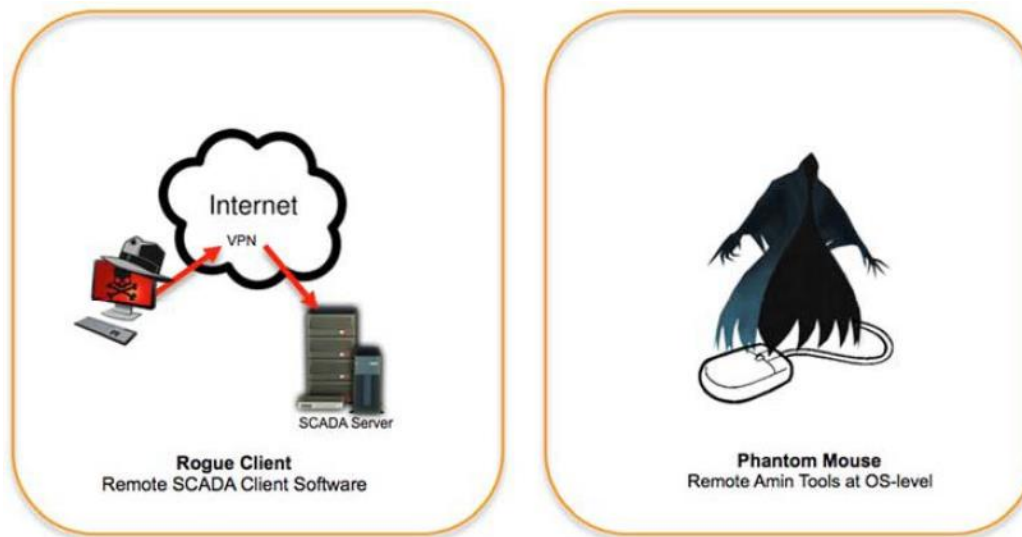 Internet
VPN
SCADA Server
Rogue Client
Remote SCADA Client Software
Phantom Mouse
Remote Amin Tools at OS-level